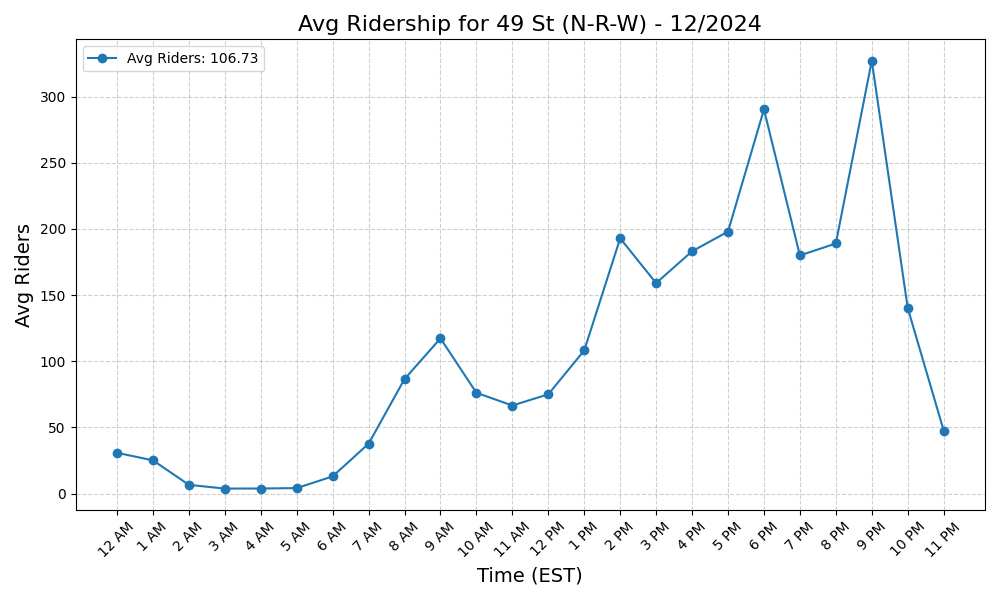 Avg Ridership for 49 St (N-R-W) - 12/2024
Avg Riders: 106.73
Avg Riders
300
250
200
150
100
50
0
12 AM
1 AM
2 AM
3 AM
4 AM
5 AM
6 AM
7 AM
8 AM
9 AM
10 AM
11 AM
12 PM
1 PM
2 PM
3 PM
4 PM
5 PM
6 PM
7 PM
8 PM
9 PM
10 PM
11 PM
Time (EST)